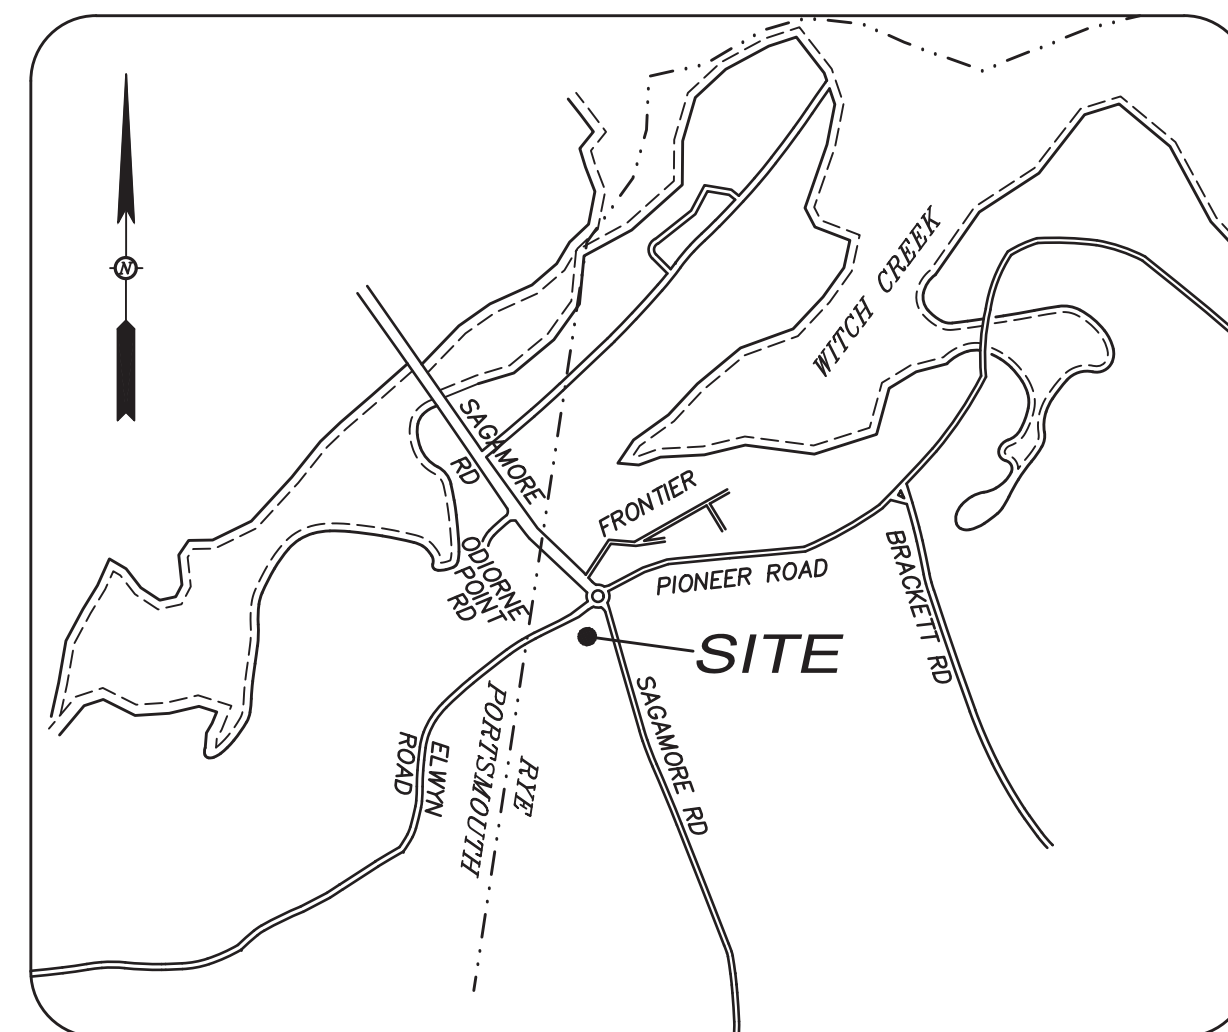 N
WITCH CREEK
SAGAMORE
RD
FRONTIER
ODIORNE
POINT
RD
PIONEER ROAD
BRACKETT RD
SITE
SAGAMORE RD
ELWYN
ROAD
RYE
PORTSMOUTH